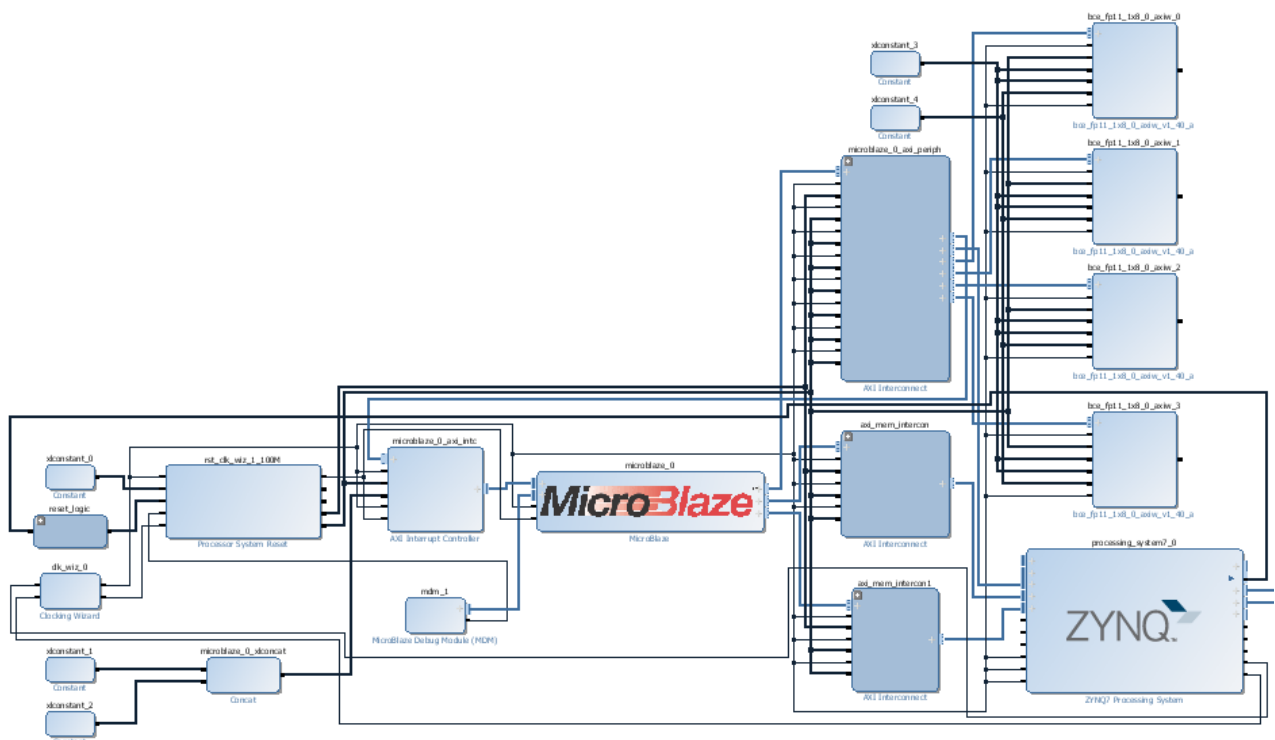 bce_fp11_1x8_0_axiw_0
bce_fp11_1x8_0_axiw_v1_40_a
xlconstant_3
Constant
xlconstant_4
Constant
bce_fp11_1x8_0_axiw_1
bce_fp11_1x8_0_axiw_v1_40_a
microblaze_0_axi_periph
AXI Interconnect
bce_fp11_1x8_0_axiw_2
bce_fp11_1x8_0_axiw_v1_40_a
bce_fp11_1x8_0_axiw_3
bce_fp11_1x8_0_axiw_v1_40_a
xlconstant_0
Constant
rst_clk_wiz_1_100M
Processor System Reset
microblaze_0_axi_intc
AXI Interrupt Controller
microblaze_0
MicroBlaze
MicroBlaze
axi_mem_intercon
AXI Interconnect
reset_logic
clk_wiz_0
Clocking Wizard
mdm_1
MicroBlaze Debug Module (MDM)
axi_mem_intercon1
AXI Interconnect
processing_system7_0
ZYNQ
ZYNQ7 Processing System
xlconstant_1
Constant
microblaze_0_xlconcat
Concat
xlconstant_2